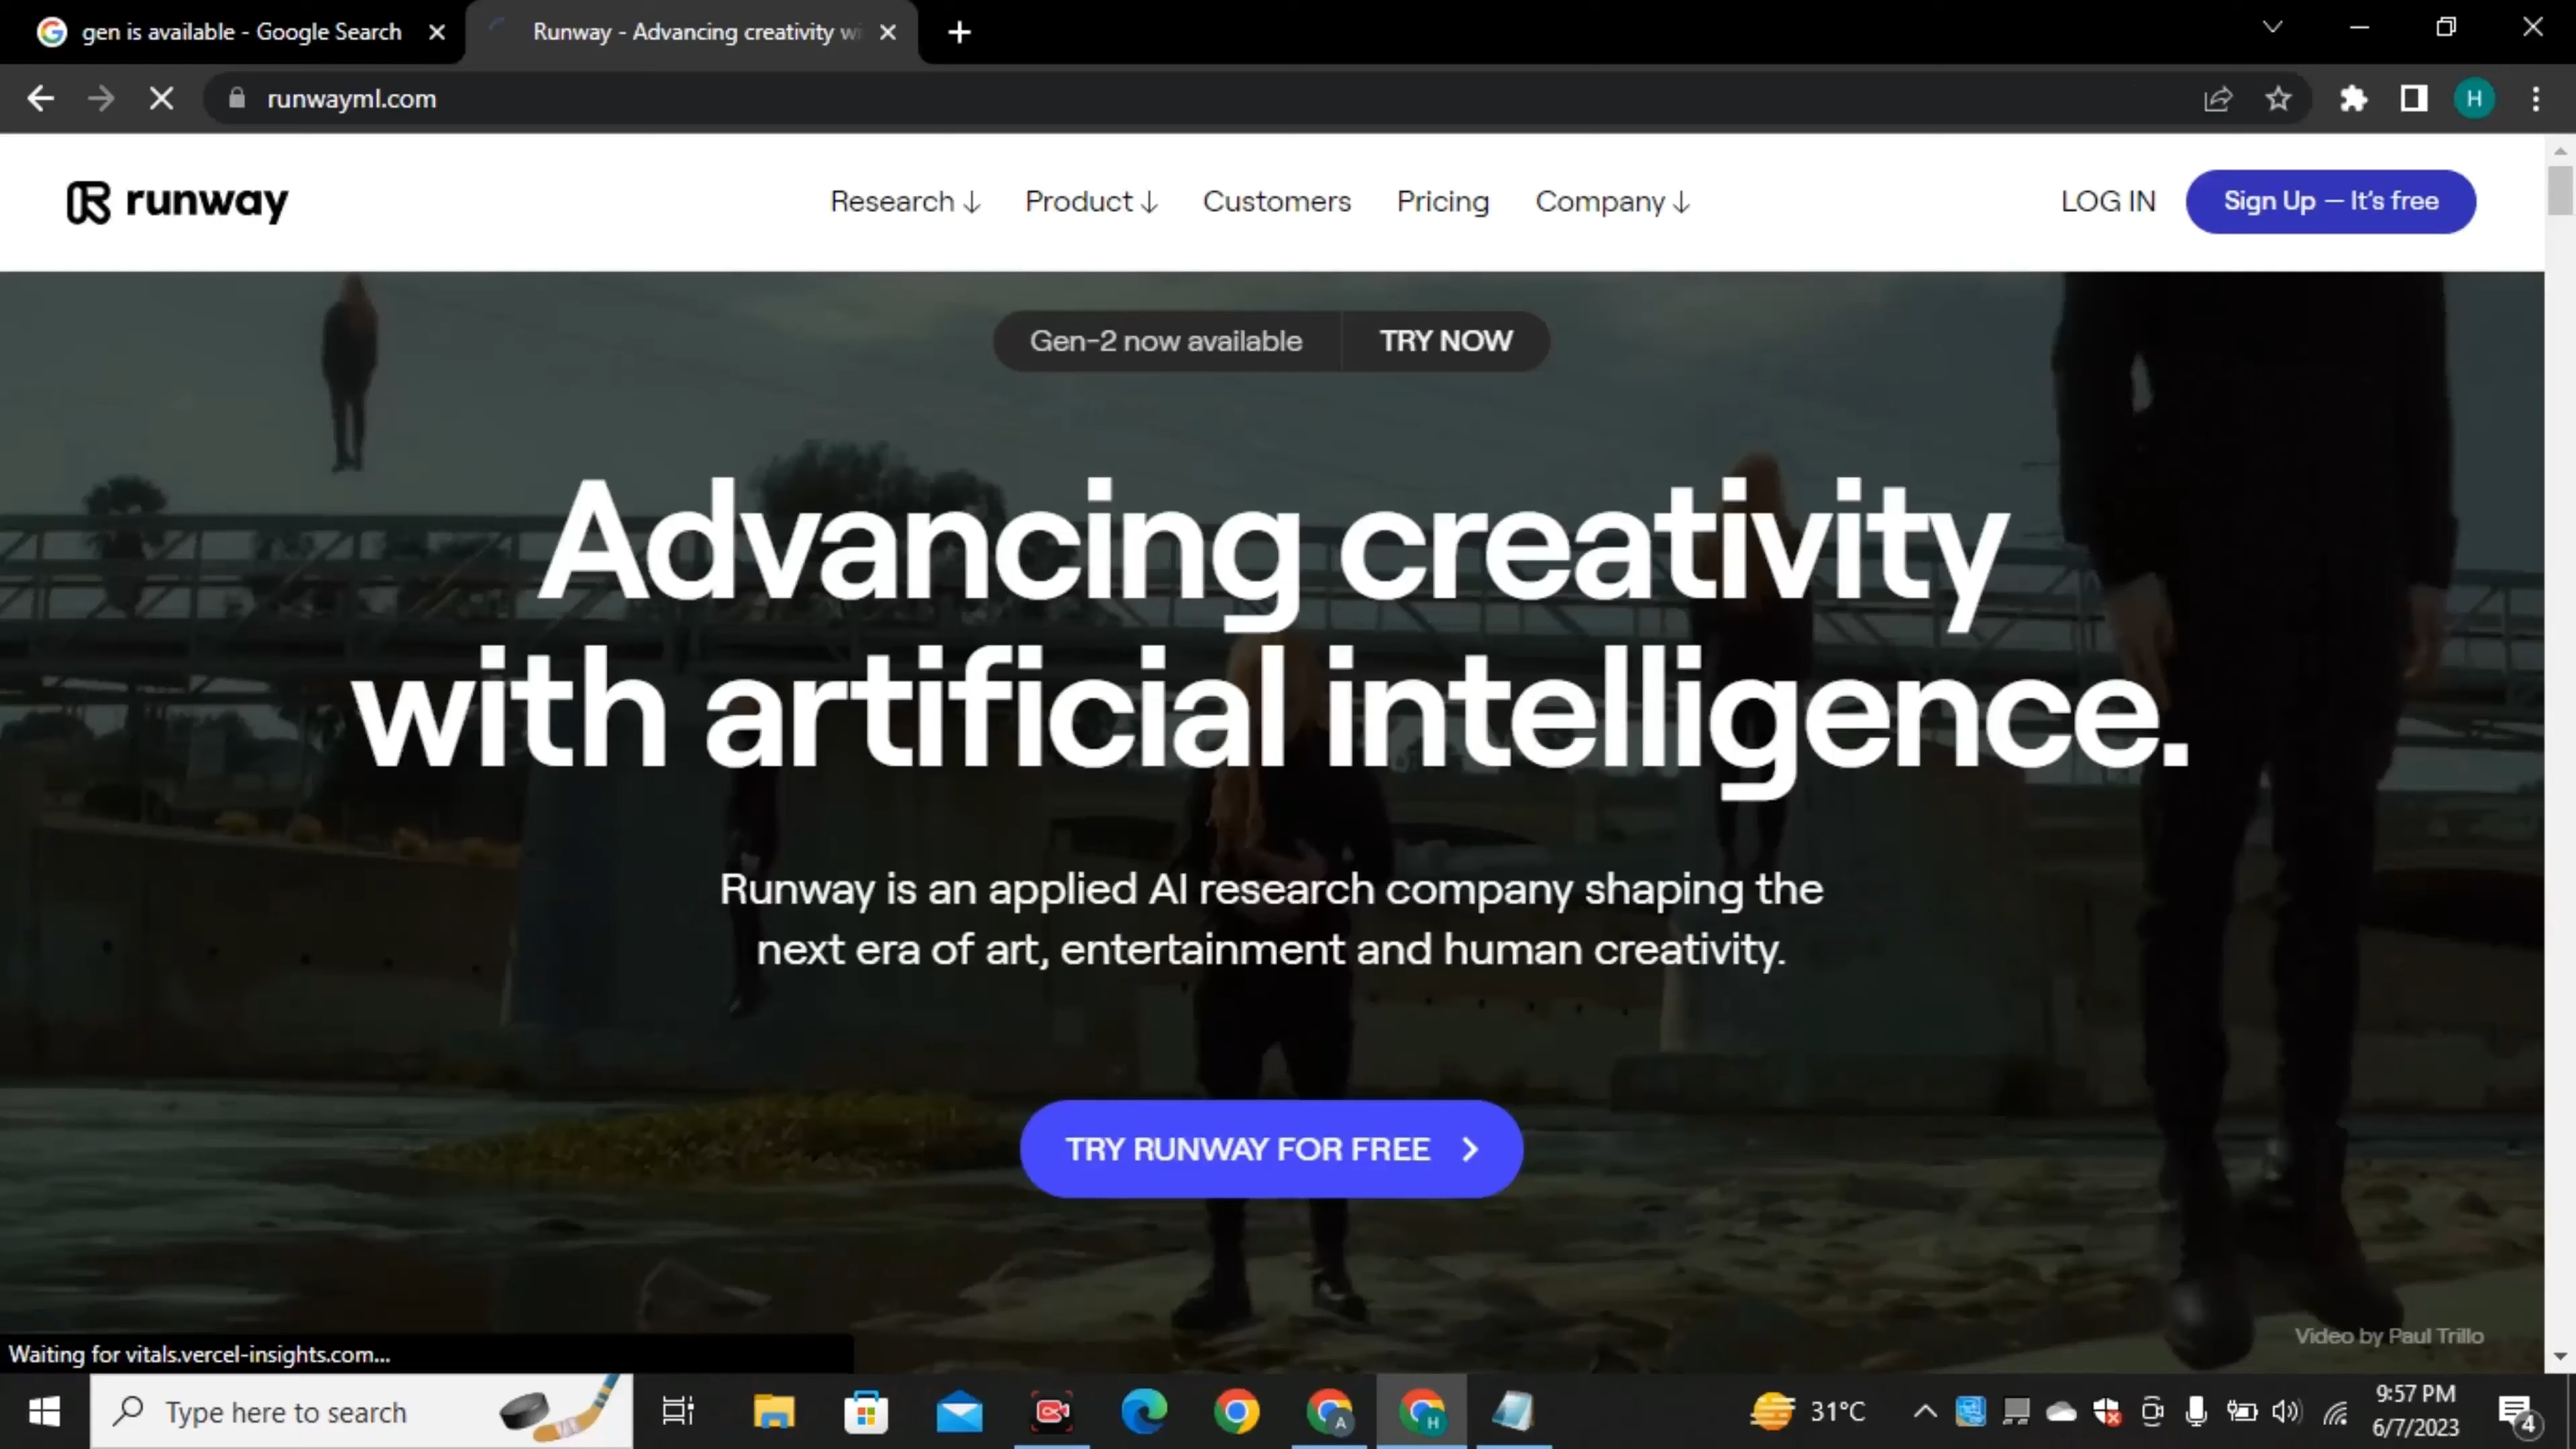 gen is available - Google Search
Runway - Advancing creativity wi
runwayml.com
H
runway
Research ↓
Product ↓
Customers
Pricing
Company ↓
LOG IN
Sign Up — It's free
Gen-2 now available
TRY NOW
Advancing creativity
with artificial intelligence.
Runway is an applied AI research company shaping the
next era of art, entertainment and human creativity.
TRY RUNWAY FOR FREE
Video by Paul Trillo
Waiting for vitals.vercel-insights.com...
Type here to search
A
H
31°C
9:57 PM
6/7/2023
4